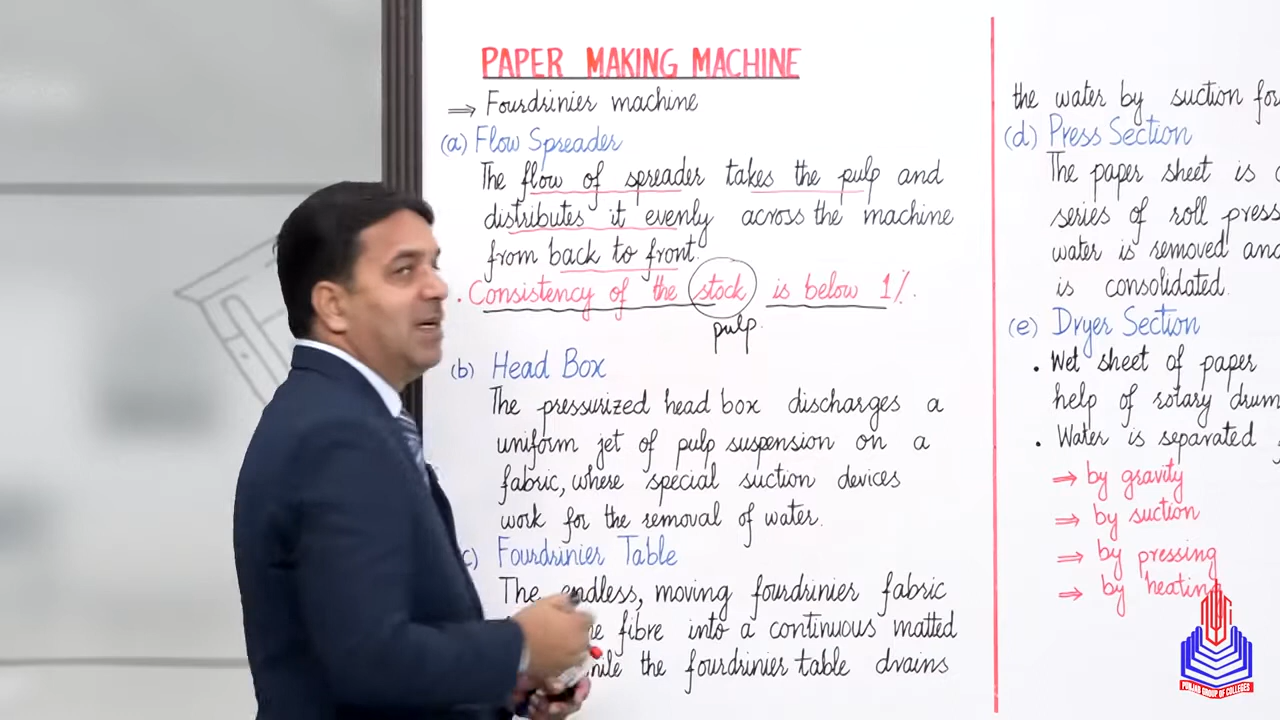 PAPER MAKING MACHINE
⇒ Fourdrinier machine
(a) Flow Spreader
The flow of spreader takes the pulp and
distributes it evenly across the machine
from back to front.
. Consistency of the stock is below 1%.
pulp.
(b) Head Box
The pressurized head box discharges a
uniform jet of pulp suspension on a
fabric, where special suction devices
work for the removal of water.
c) Fourdrinier Table
The endless, moving fourdrinier fabric
fibre into a continuous matted
the fourdrinier table drains
the water by suction
(d) Press Section
The paper sheet is
series of roll
water is removed
is consolidated.
(e) Dryer Section
• Wet sheet of paper
help of rotary
• Water is separated
⇒ by gravity
⇒ by suction
⇒ by pressing
⇒ by
PUNJAB GROUP OF COLLEGES